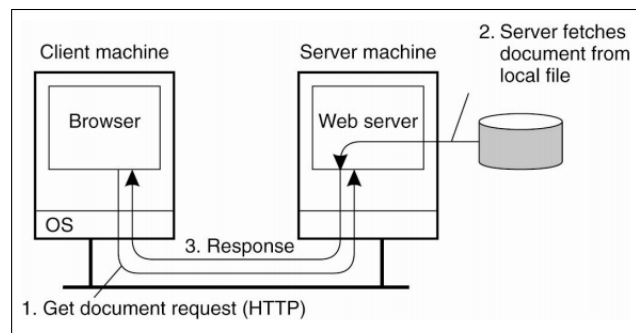 Client machine
Server machine
2. Server fetches
document from
local file
Browser
Web server
OS
3. Response
1. Get document request (HTTP)